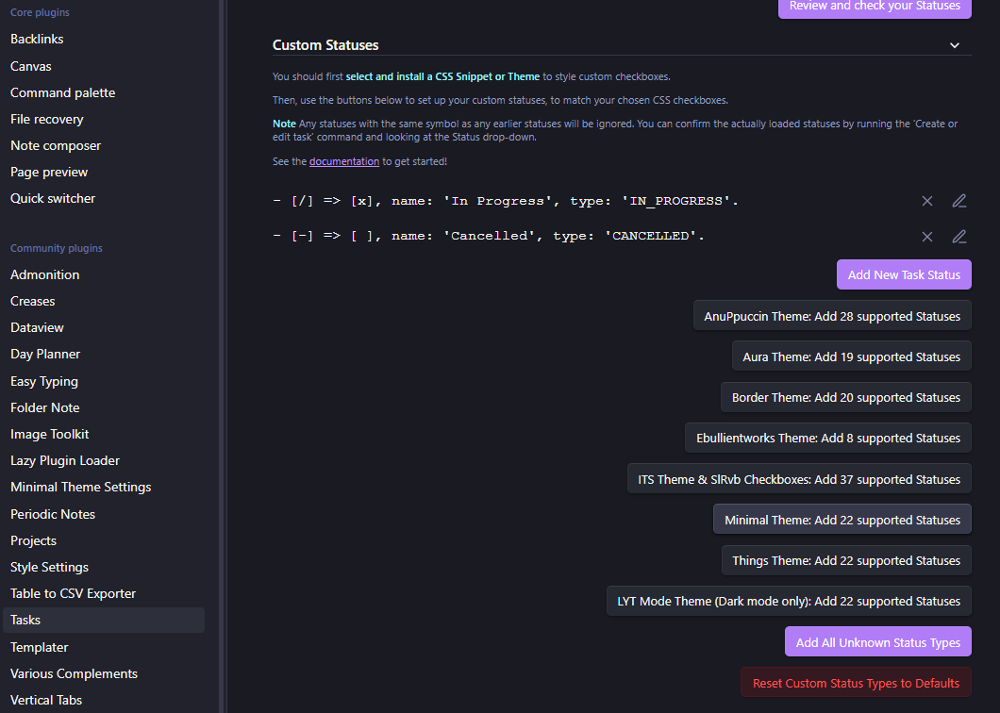 Core plugins
Backlinks
Canvas
Command palette
File recovery
Note composer
Page preview
Quick switcher
Community plugins
Admonition
Creases
Dataview
Day Planner
Easy Typing
Folder Note
Image Toolkit
Lazy Plugin Loader
Minimal Theme Settings
Periodic Notes
Projects
Style Settings
Table to CSV Exporter
Tasks
Templater
Various Complements
Vertical Tabs
Review and check your Statuses
Custom Statuses
You should first select and install a CSS Snippet or Theme to style custom checkboxes.
Then, use the buttons below to set up your custom statuses, to match your chosen CSS checkboxes.
Note Any statuses with the same symbol as any earlier statuses will be ignored. You can confirm the actually loaded statuses by running the 'Create or
edit task' command and looking at the Status drop-down.
See the documentation to get started!
- [/] => [x], name: 'In Progress', type: 'IN_PROGRESS'.
- [-] => [ ], name: 'Cancelled', type: 'CANCELLED'.
Add New Task Status
AnuPpuccin Theme: Add 28 supported Statuses
Aura Theme: Add 19 supported Statuses
Border Theme: Add 20 supported Statuses
Ebullientworks Theme: Add 8 supported Statuses
ITS Theme & SlRvb Checkboxes: Add 37 supported Statuses
Minimal Theme: Add 22 supported Statuses
Things Theme: Add 22 supported Statuses
LYT Mode Theme (Dark mode only): Add 22 supported Statuses
Add All Unknown Status Types
Reset Custom Status Types to Defaults